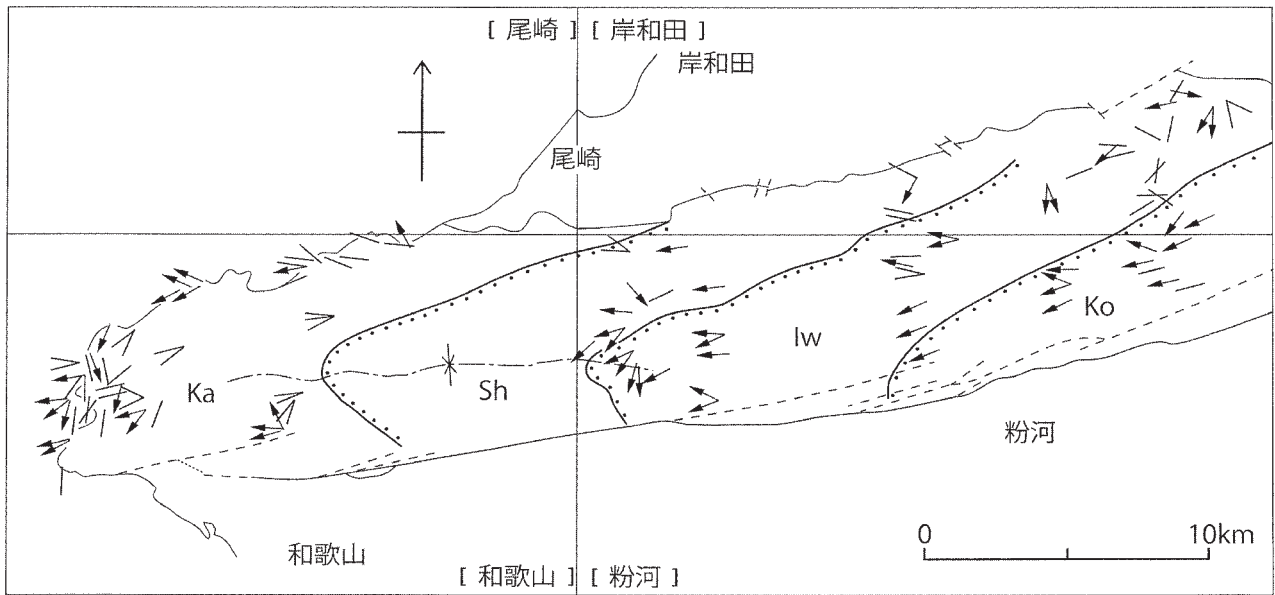 [ 尾崎 ] [ 岸和田 ]
岸和田
尾崎
Ka
Sh
Iw
Ko
粉河
和歌山
0 10km
[ 和歌山 ] [ 粉河 ]